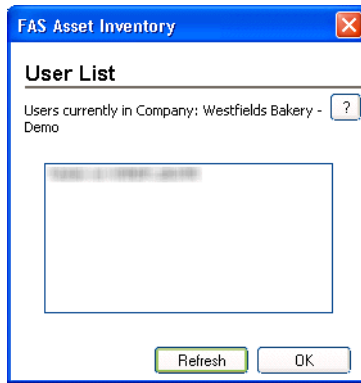 FAS Asset Inventory
User List
Users currently in Company: Westfields Bakery -
Demo
?
Refresh
OK